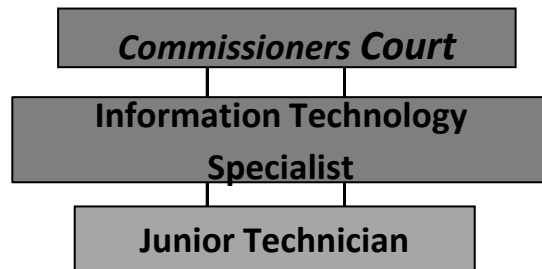 Commissioners Court
Information Technology
Specialist
Junior Technician